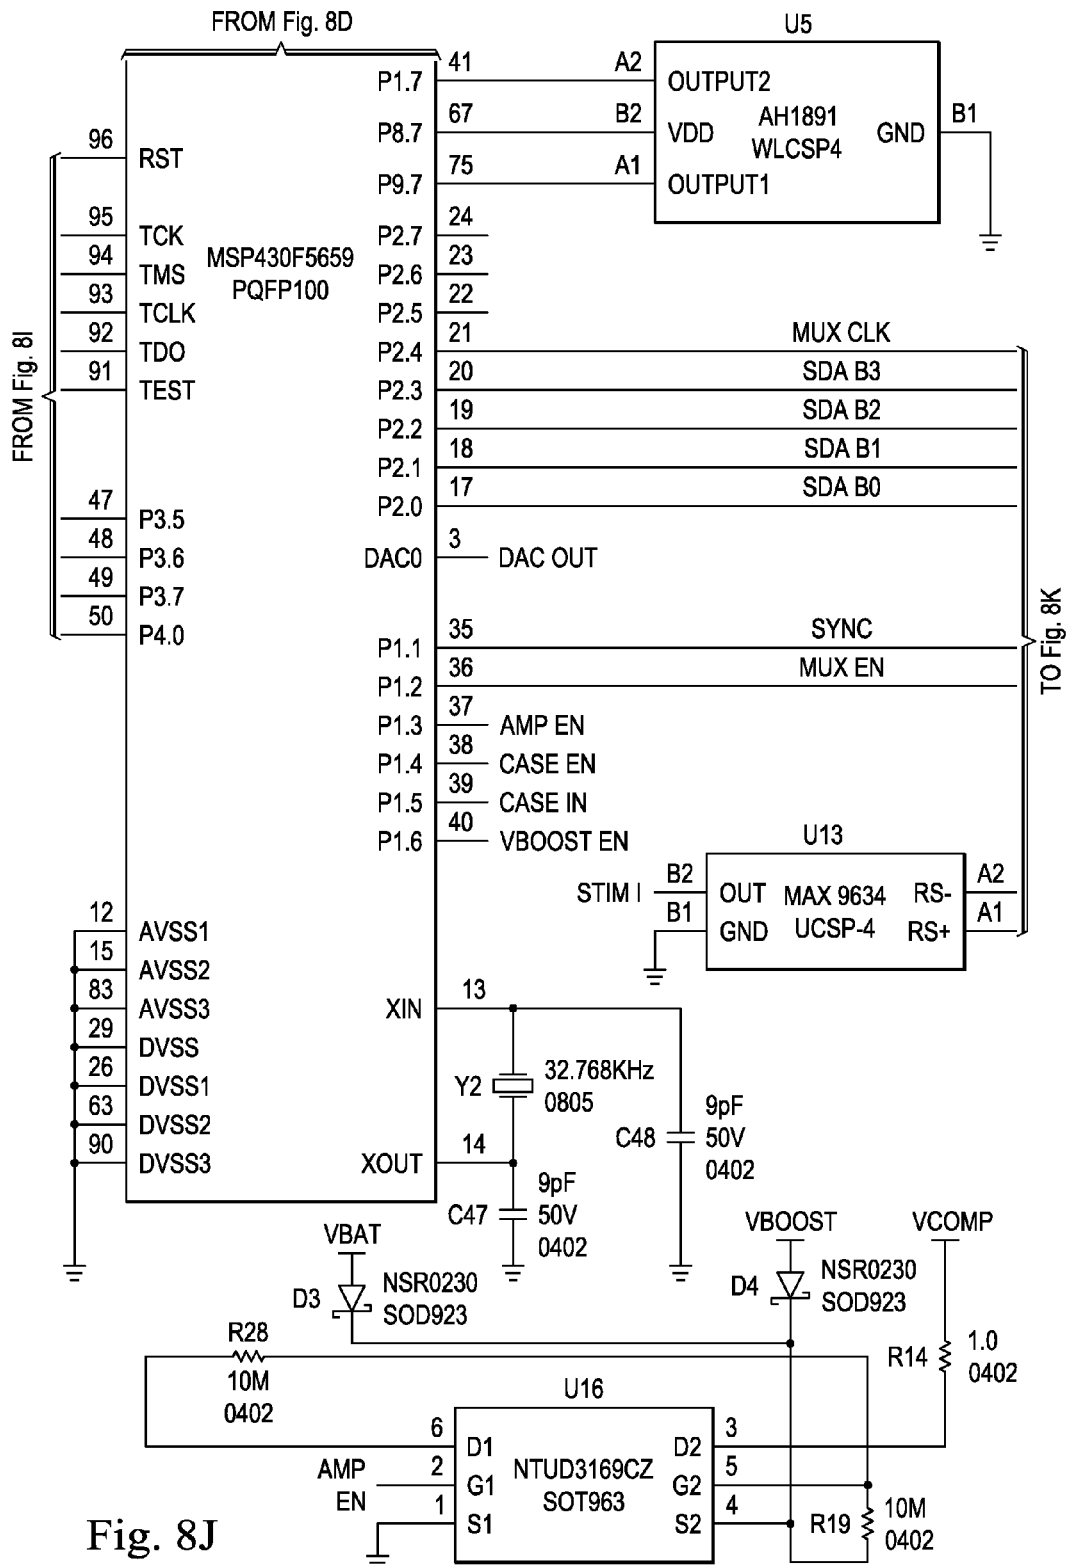 FROM Fig. 8D
U5
41
A2
P1.7
OUTPUT2
67
B2
AH1891
B1
P8.7
VDD
GND
WLCSP4
96
RST
75
A1
P9.7
OUTPUT1
95
TCK
24
P2.7
MSP430F5659
PQFP100
94
TMS
23
P2.6
93
TCLK
22
P2.5
92
TDO
21
MUX CLK
P2.4
91
TEST
20
SDA B3
P2.3
FROM Fig. 8I
19
SDA B2
P2.2
18
SDA B1
P2.1
17
SDA B0
P2.0
47
P3.5
48
P3.6
3
DAC0
DAC OUT
49
P3.7
50
P4.0
35
SYNC
P1.1
36
MUX EN
P1.2
TO Fig. 8K
37
P1.3
AMP EN
38
P1.4
CASE EN
39
P1.5
CASE IN
40
P1.6
VBOOST EN
U13
STIM I
B2
OUT
MAX 9634
UCSP-4
RS-
A2
B1
GND
RS+
A1
12
AVSS1
15
AVSS2
83
AVSS3
29
DVSS
26
DVSS1
63
DVSS2
90
DVSS3
13
XIN
Y2
32.768KHz
0805
14
XOUT
C48
9pF
50V
0402
C47
9pF
50V
0402
VBAT
D3
NSR0230
SOD923
VBOOST
D4
NSR0230
SOD923
VCOMP
R14
1.0
0402
R28
10M
0402
U16
6
D1
NTUD3169CZ
SOT963
D2
3
AMP
EN
2
G1
G2
5
1
S1
S2
4
R19
10M
0402
Fig. 8J